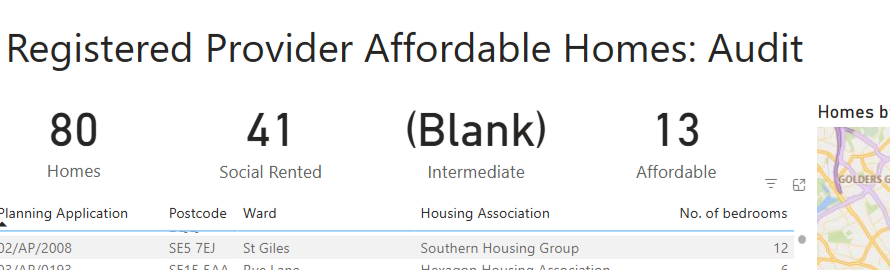 Registered Provider Affordable Homes: Audit
80 41 (Blank) 13
Homes Social Rented Intermediate Affordable
Homes b
GOLDERS G
Planning Application Postcode Ward Housing Association No. of bedrooms
02/AP/2008 SE5 7EJ St Giles Southern Housing Group 12
03/AP/0193 SE15 5AA Rye Lane Hexagon Housing Association 6